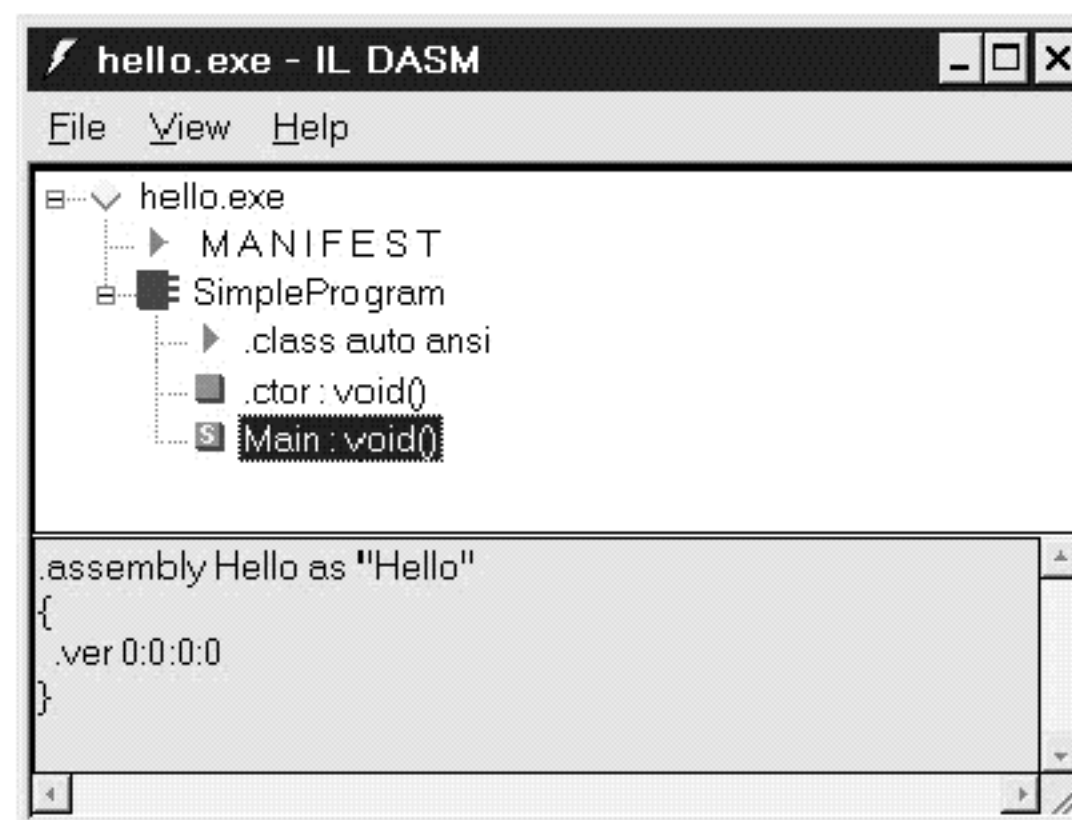 hello.exe - IL DASM
File View Help
hello.exe
MANIFEST
SimpleProgram
.class auto ansi
.ctor : void()
S Main : void()
.assembly Hello as "Hello"
{
.ver 0:0:0:0
}